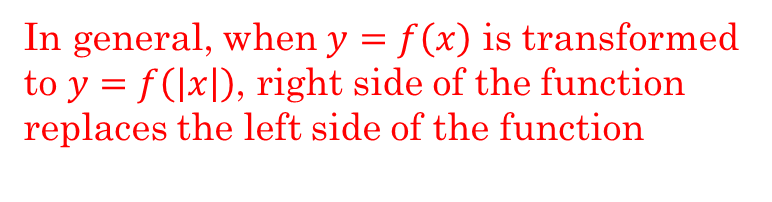 In general, when y = f(x) is transformed
to y = f(|x|), right side of the function
replaces the left side of the function